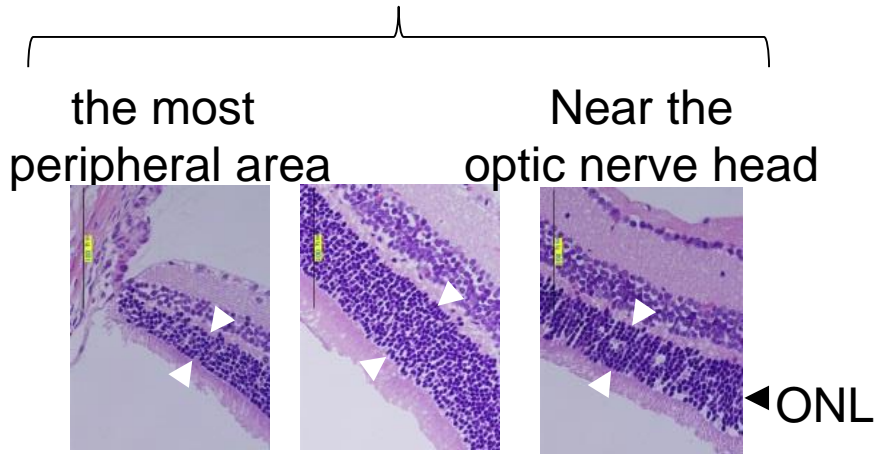 the most
peripheral area
Near the
optic nerve head
ONL